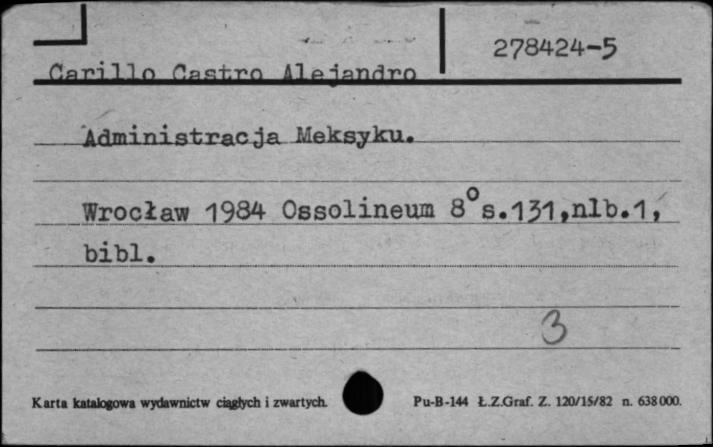 278424-5
Carillo Castro Alejandro
Administracja Meksyku.
Wrocław 1984 Ossolineum 8° s.131,nlb.1,
bibl.
3
Karta katalogowa wydawnictw ciągłych i zwartych. Pu-B-144 Ł.Z.Graf. Z. 120/15/82 n. 638000.